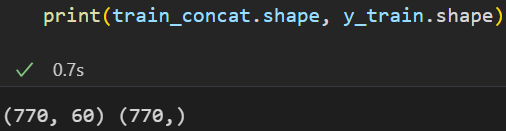 print(train_concat.shape, y_train.shape)
✓ 0.7s
(770, 60) (770,)